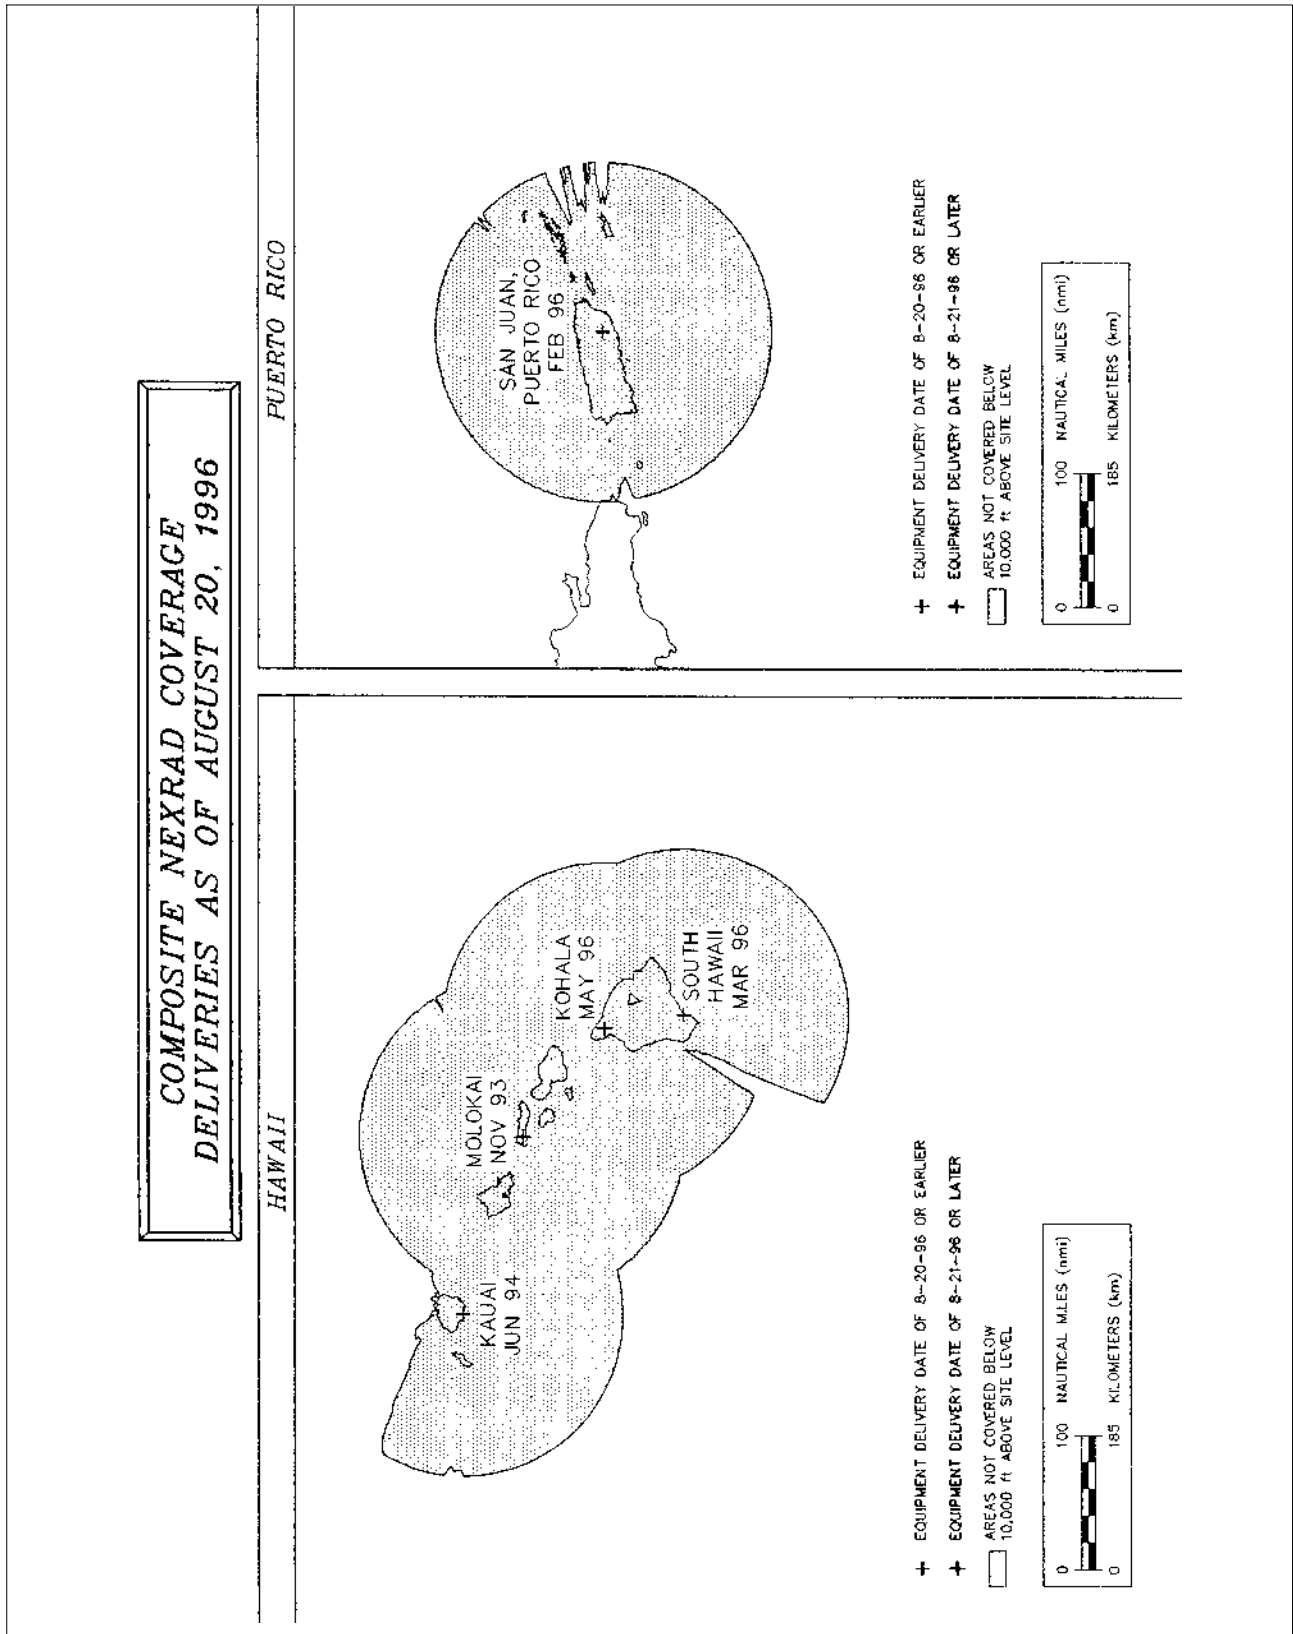 COMPOSITE NEXRAD COVERAGE
DELIVERIES AS OF AUGUST 20, 1996
HAWAII
KAUAI
JUN 94
MOLOKAI
NOV 93
KOHALA
MAY 96
SOUTH
HAWAII
MAR 96
+ EQUIPMENT DELIVERY DATE OF 8-20-96 OR EARLIER
+ EQUIPMENT DELIVERY DATE OF 8-21-96 OR LATER
AREAS NOT COVERED BELOW
10,000 ft ABOVE SITE LEVEL
0 100 NAUTICAL MILES (nmi)
0 185 KILOMETERS (km)
PUERTO RICO
SAN JUAN,
PUERTO RICO
FEB 96
+ EQUIPMENT DELIVERY DATE OF 8-20-96 OR EARLIER
+ EQUIPMENT DELIVERY DATE OF 8-21-96 OR LATER
AREAS NOT COVERED BELOW
10,000 ft ABOVE SITE LEVEL
0 100 NAUTICAL MILES (nmi)
0 185 KILOMETERS (km)